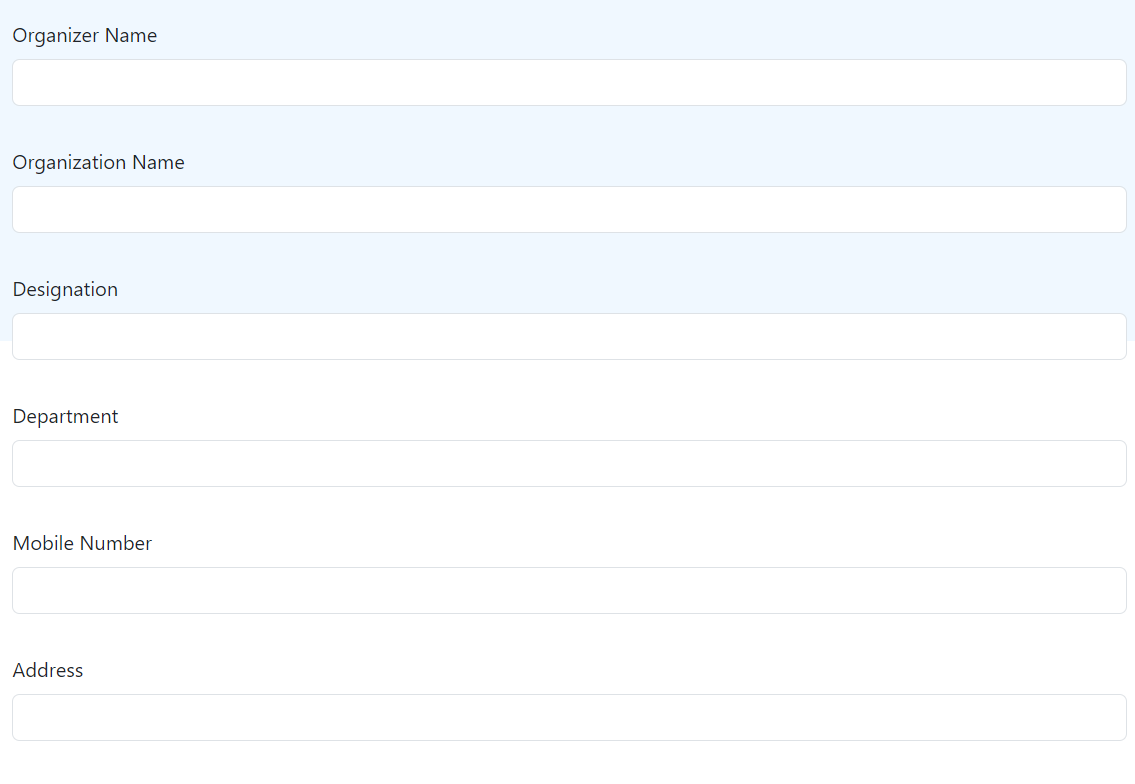 Organizer Name
Organization Name
Designation
Department
Mobile Number
Address